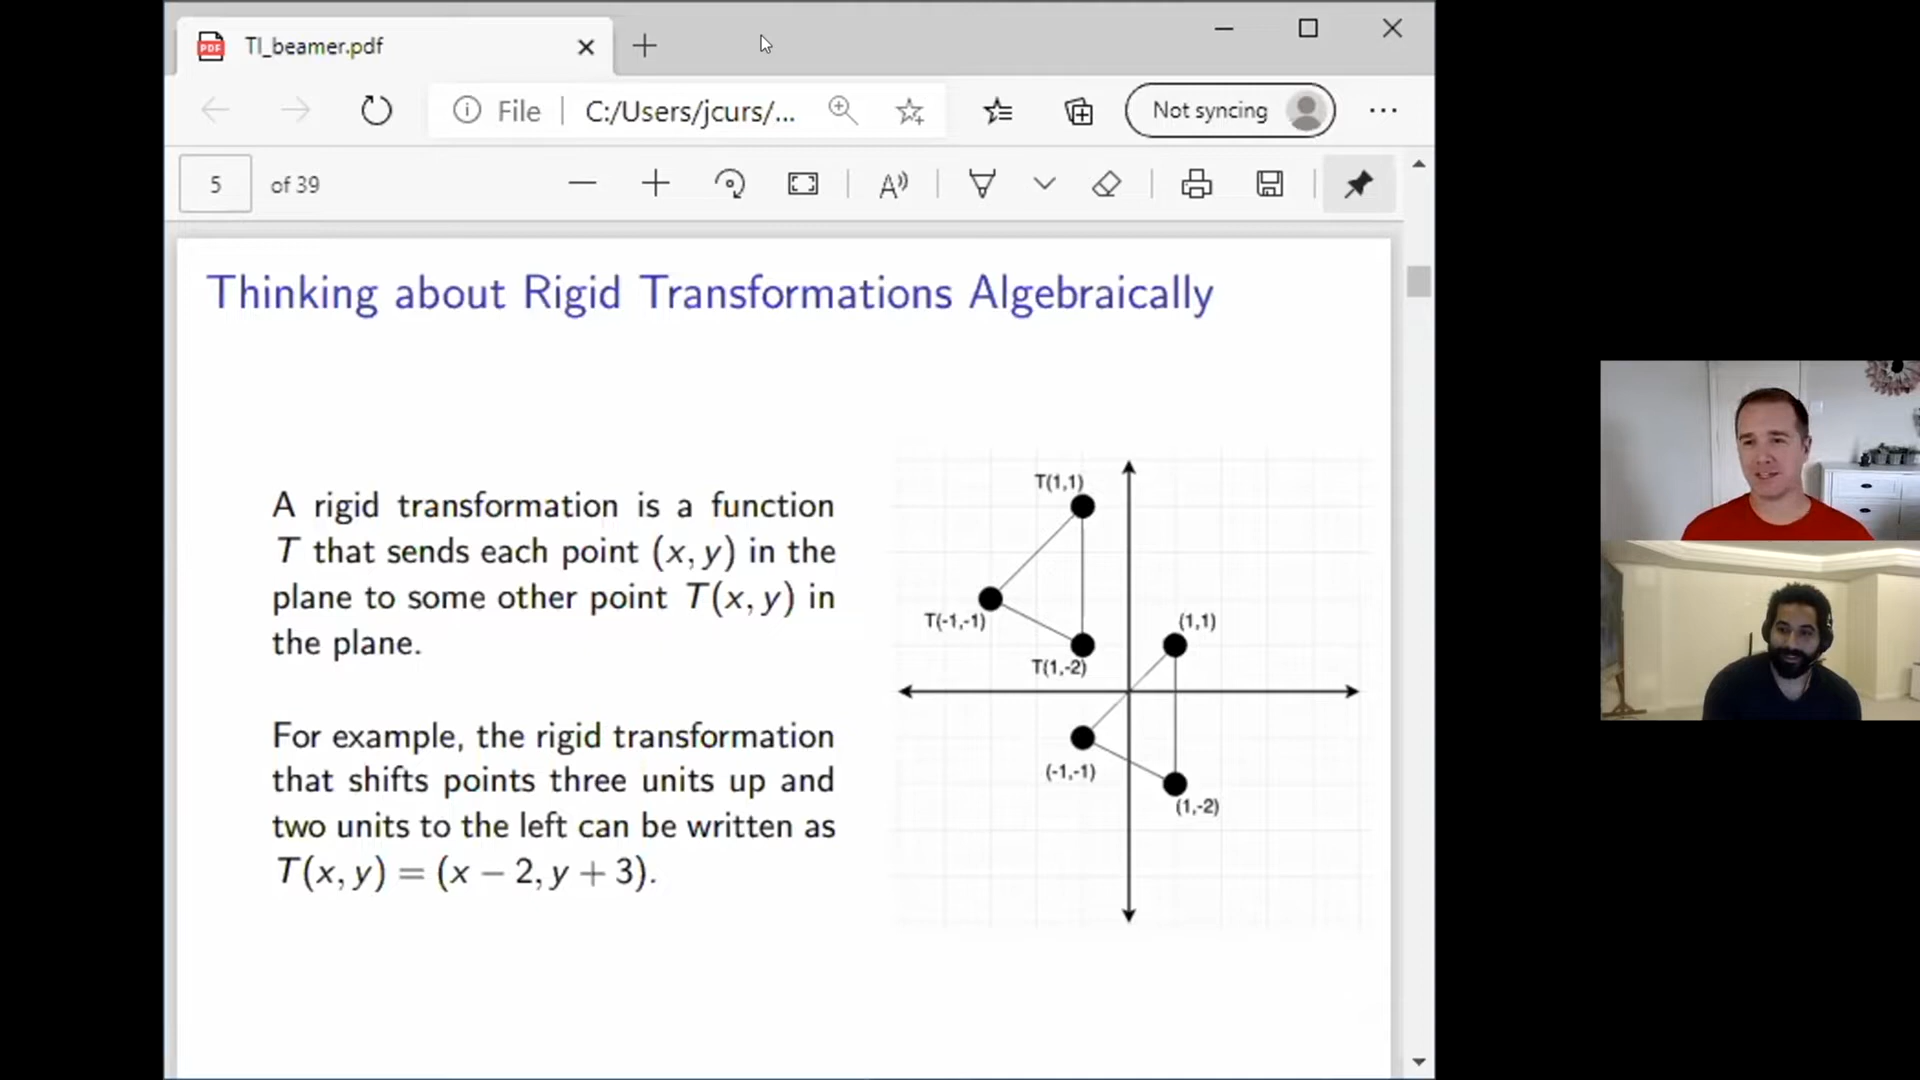 TI_beamer.pdf
File
C:/Users/jcurs/...
Not syncing
5 of 39
Thinking about Rigid Transformations Algebraically
A rigid transformation is a function
T that sends each point (x, y) in the
plane to some other point T(x, y) in
the plane.
For example, the rigid transformation
that shifts points three units up and
two units to the left can be written as
T(x, y) = (x − 2, y + 3).
T(1,1)
T(-1,-1)
T(1,-2)
(1,1)
(-1,-1)
(1,-2)